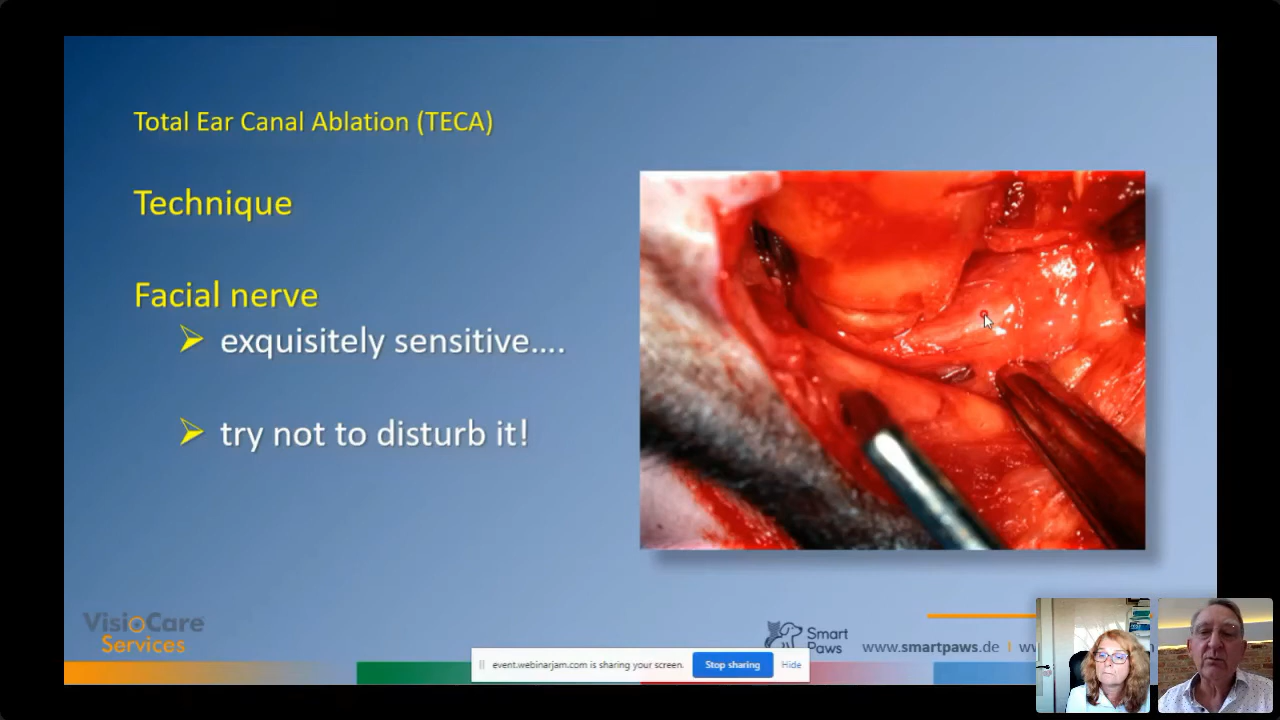 Total Ear Canal Ablation (TECA)
Technique
Facial nerve
exquisitely sensitive....
try not to disturb it!
VisioCare
Services
Smart
Paws
www.smartpaws.de
event.webinarjam.com is sharing your screen.
Stop sharing
Hide